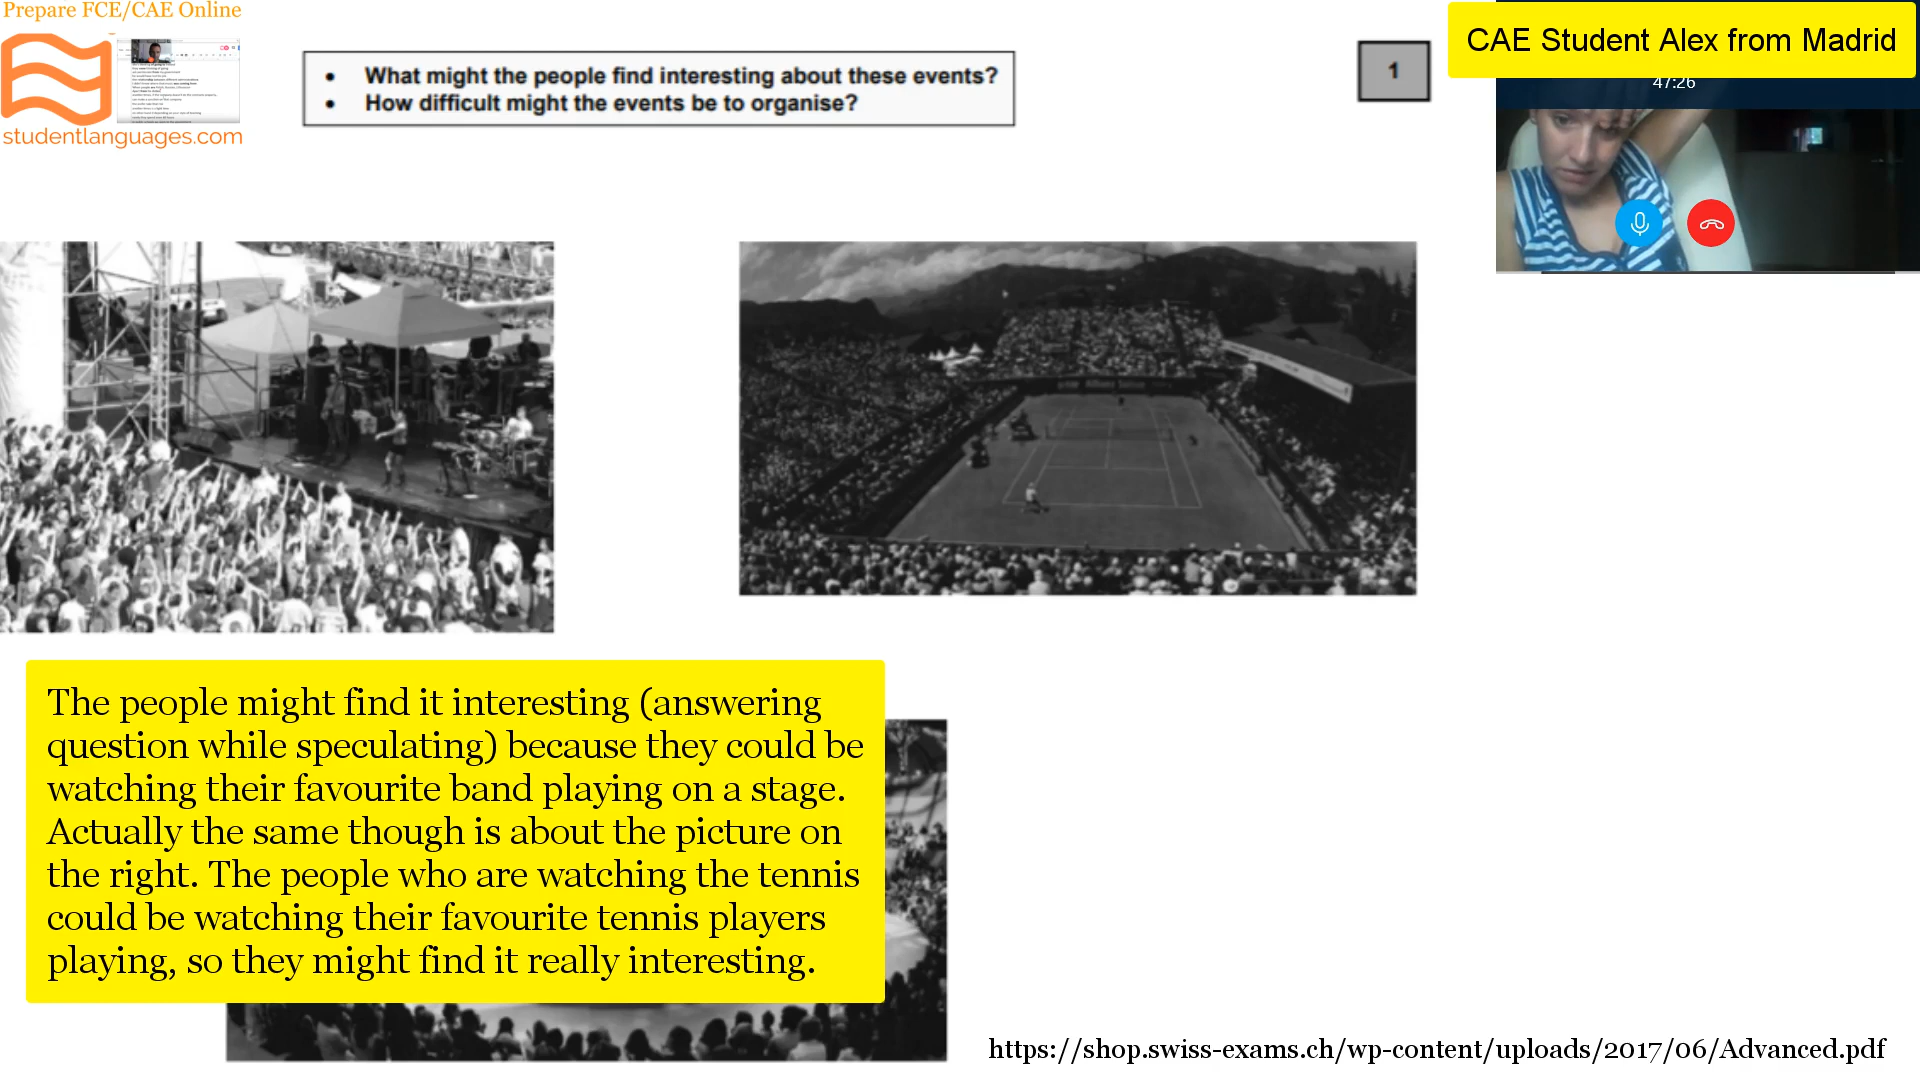 Prepare FCE/CAE Online
studentlanguages.com
• What might the people find interesting about these events?
• How difficult might the events be to organise?
1
CAE Student Alex from Madrid
47:26
The people might find it interesting (answering
question while speculating) because they could be
watching their favourite band playing on a stage.
Actually the same though is about the picture on
the right. The people who are watching the tennis
could be watching their favourite tennis players
playing, so they might find it really interesting.
https://shop.swiss-exams.ch/wp-content/uploads/2017/06/Advanced.pdf